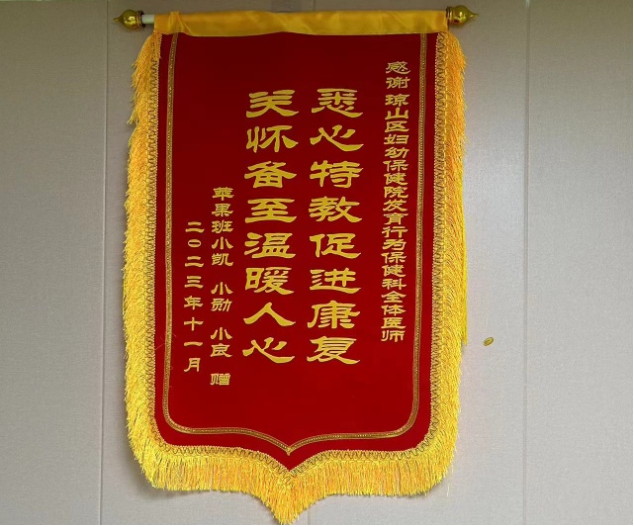 感谢 琼山区妇幼保健院发育行为保健科全体医师
悉心特教促进康复
关怀备至温暖人心
苹果班小凯 小勋 小良 赠
二〇二三年十一月